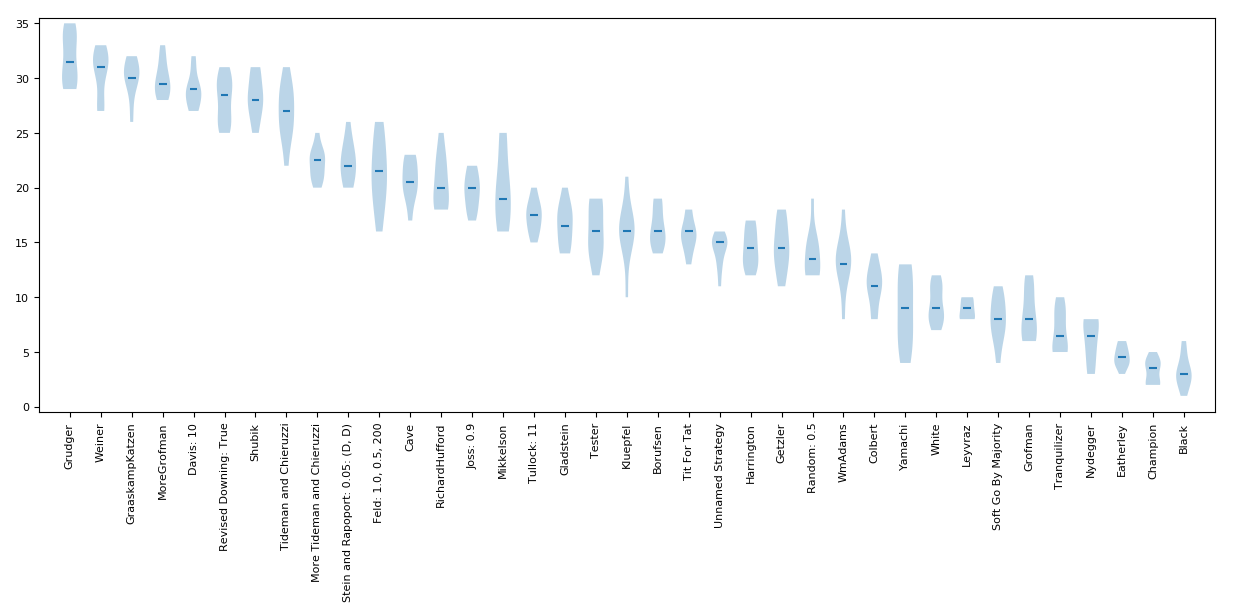 35
30
25
20
15
10
5
0
Grudger
Weiner
GraaskampKatzen
MoreGrofman
Davis: 10
Revised Downing: True
Shubik
Tideman and Chieruzzi
More Tideman and Chieruzzi
Stein and Rapoport: 0.05: (D, D)
Feld: 1.0, 0.5, 200
Cave
RichardHufford
Joss: 0.9
Mikkelson
Tullock: 11
Gladstein
Tester
Kluepfel
Borufsen
Tit For Tat
Unnamed Strategy
Harrington
Getzler
Random: 0.5
WmAdams
Colbert
Yamachi
White
Leyvraz
Soft Go By Majority
Grofman
Tranquilizer
Nydegger
Eatherley
Champion
Black